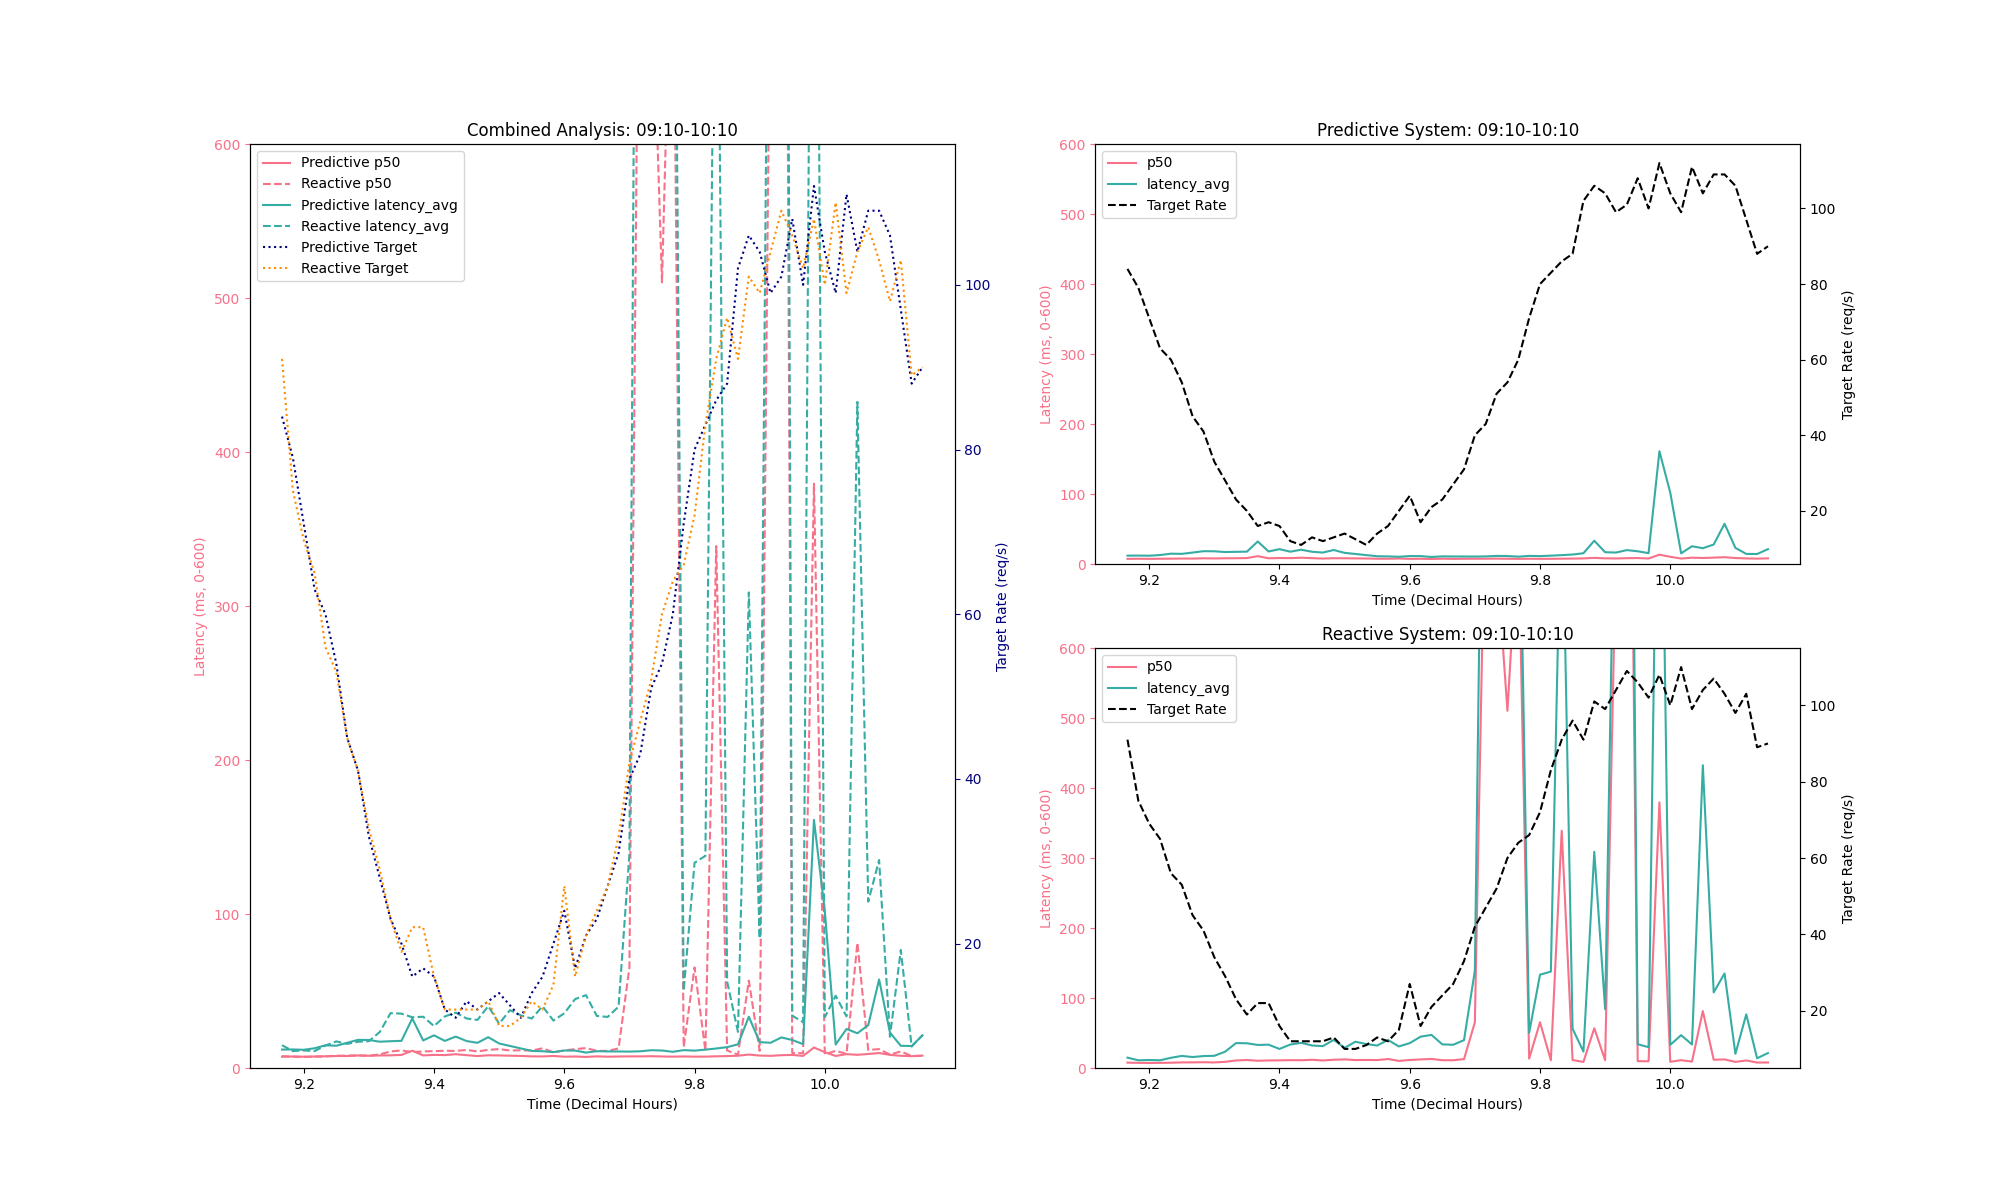 Combined Analysis: 09:10-10:10
Predictive p50
Reactive p50
Predictive latency_avg
Reactive latency_avg
Predictive Target
Reactive Target
Latency (ms, 0-600)
600
500
400
300
200
100
0
9.2
9.4
9.6
9.8
10.0
Time (Decimal Hours)
100
80
60
40
20
Target Rate (req/s)
Predictive System: 09:10-10:10
p50
latency_avg
Target Rate
Latency (ms, 0-600)
600
500
400
300
200
100
0
9.2
9.4
9.6
9.8
10.0
Time (Decimal Hours)
100
80
60
40
20
Target Rate (req/s)
Reactive System: 09:10-10:10
p50
latency_avg
Target Rate
Latency (ms, 0-600)
600
500
400
300
200
100
0
9.2
9.4
9.6
9.8
10.0
Time (Decimal Hours)
100
80
60
40
20
Target Rate (req/s)